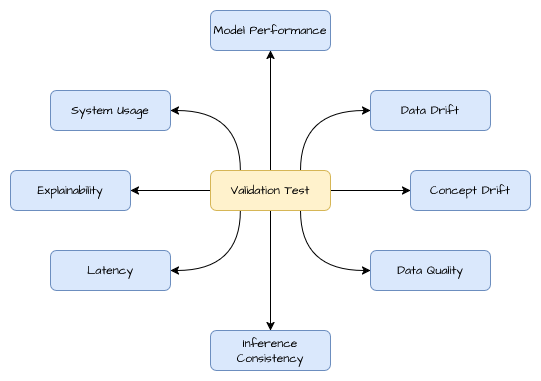 Model Performance
System Usage
Data Drift
Explainability
Validation Test
Concept Drift
Latency
Data Quality
Inference
Consistency